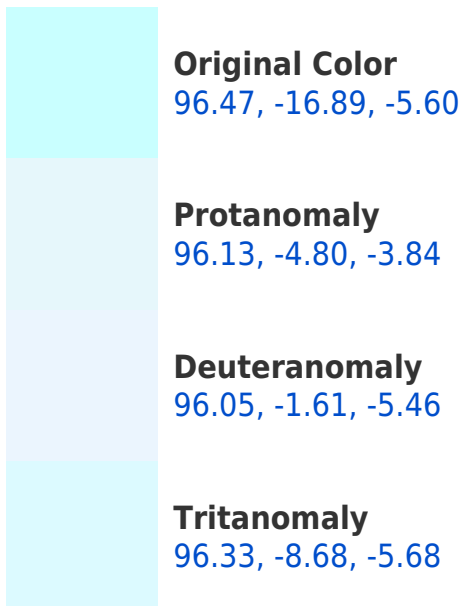 Original Color
96.47, -16.89, -5.60
Protanomaly
96.13, -4.80, -3.84
Deuteranomaly
96.05, -1.61, -5.46
Tritanomaly
96.33, -8.68, -5.68